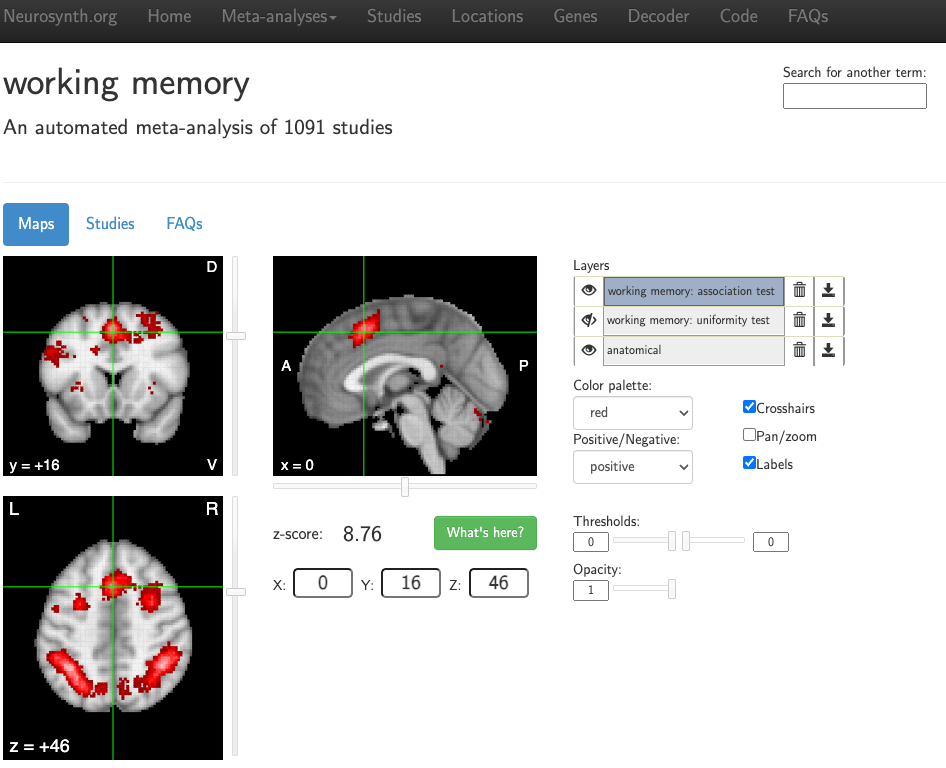 Neurosynth.org Home Meta-analyses Studies Locations Genes Decoder Code FAQs
working memory
Search for another term:
An automated meta-analysis of 1091 studies
Maps Studies FAQs
D
y = +16
V
A
P
x = 0
L
R
z = +46
z-score: 8.76 What's here?
X: 0 Y: 16 Z: 46
Layers
working memory: association test
working memory: uniformity test
anatomical
Color palette:
red
Positive/Negative:
positive
Crosshairs
Pan/zoom
Labels
Thresholds:
0 0
Opacity:
1